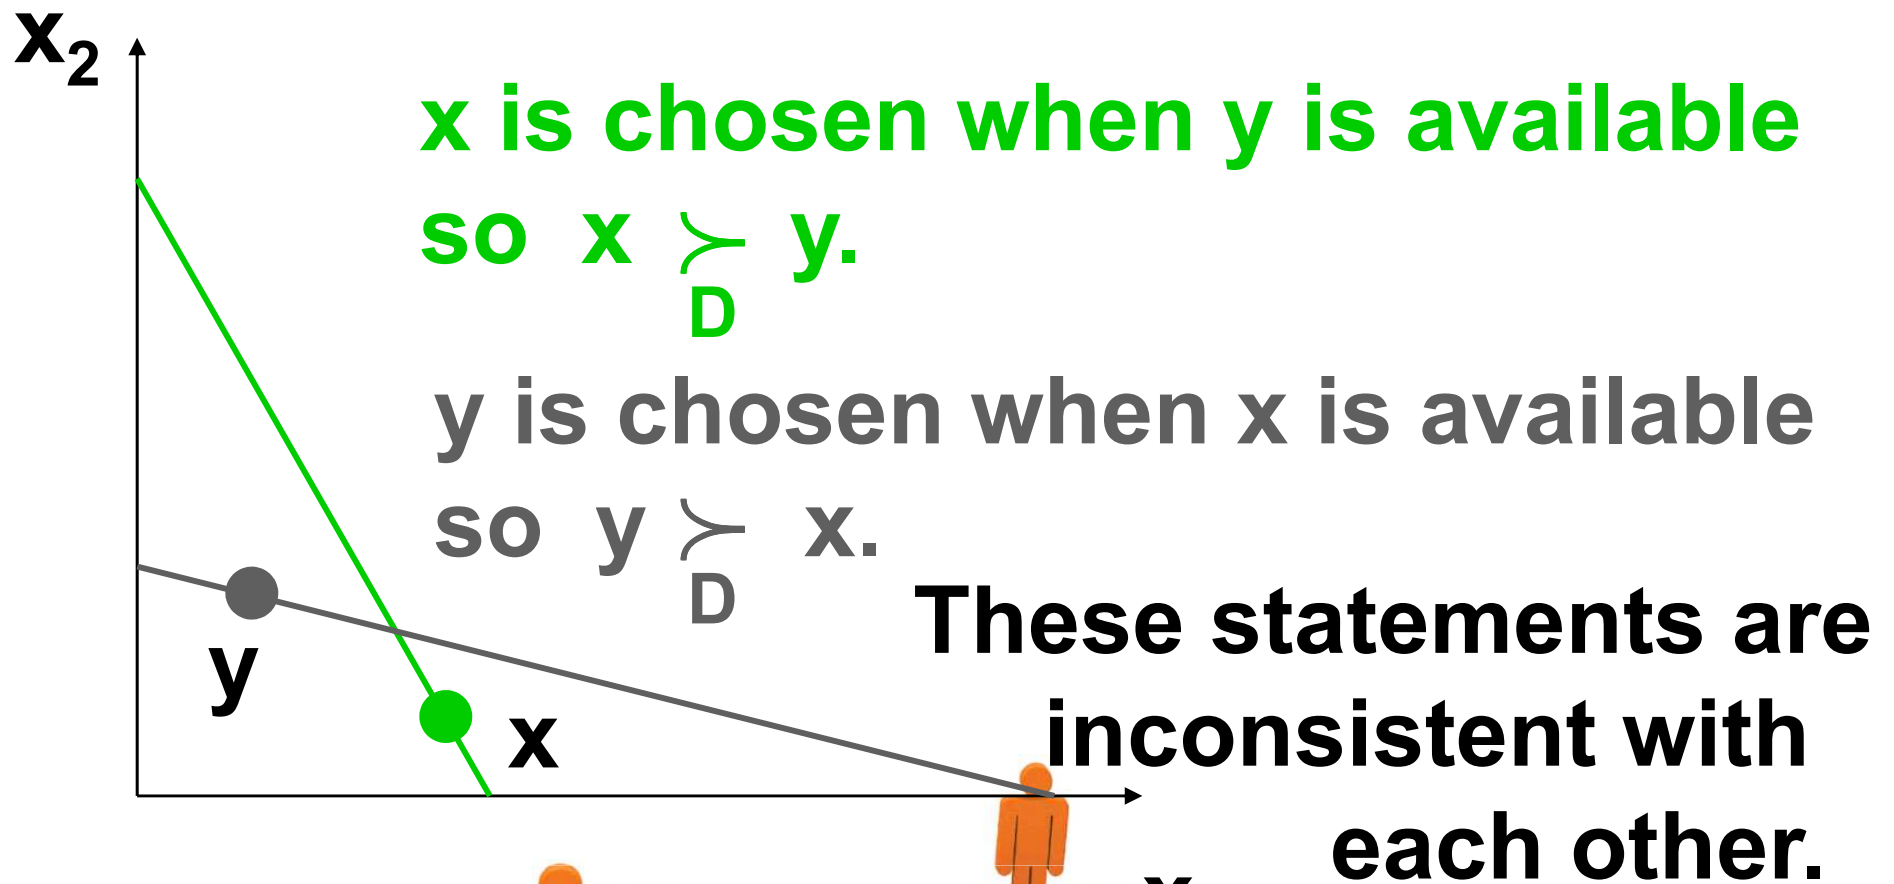 x₂
x is chosen when y is available
so x ≻ y.
D
y is chosen when x is available
so y ≻ x.
D
These statements are
inconsistent with
each other.
y
x